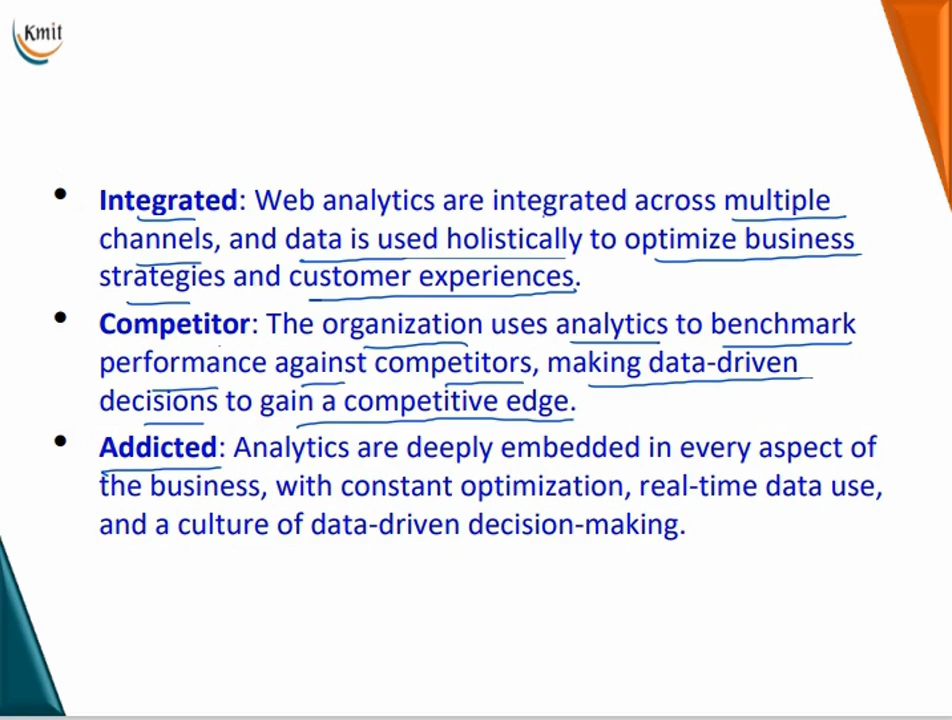 Kmit
• Integrated: Web analytics are integrated across multiple
channels, and data is used holistically to optimize business
strategies and customer experiences.
• Competitor: The organization uses analytics to benchmark
performance against competitors, making data-driven
decisions to gain a competitive edge.
• Addicted: Analytics are deeply embedded in every aspect of
the business, with constant optimization, real-time data use,
and a culture of data-driven decision-making.